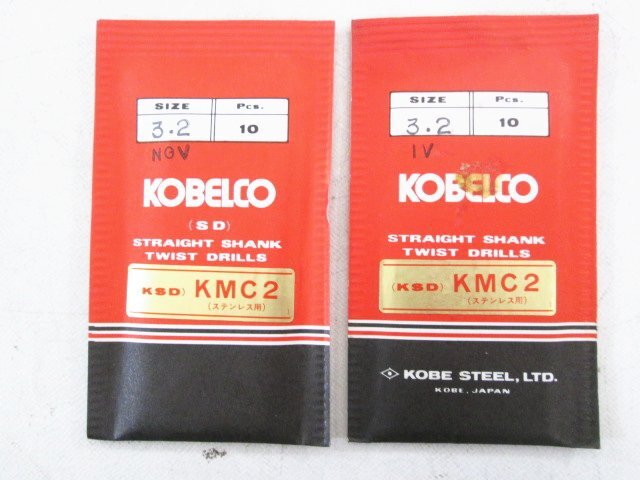 SIZE Pcs.
3.2 10
NGV
KOBELCO
(SD)
STRAIGHT SHANK
TWIST DRILLS
KSD) KMC2
(ステンレス用)
SIZE Pcs.
3.2 10
IV
KOBELCO
STRAIGHT SHANK
TWIST DRILLS
(KSD) KMC2
(ステンレス用)
KOBE STEEL, LTD.
KOBE, JAPAN